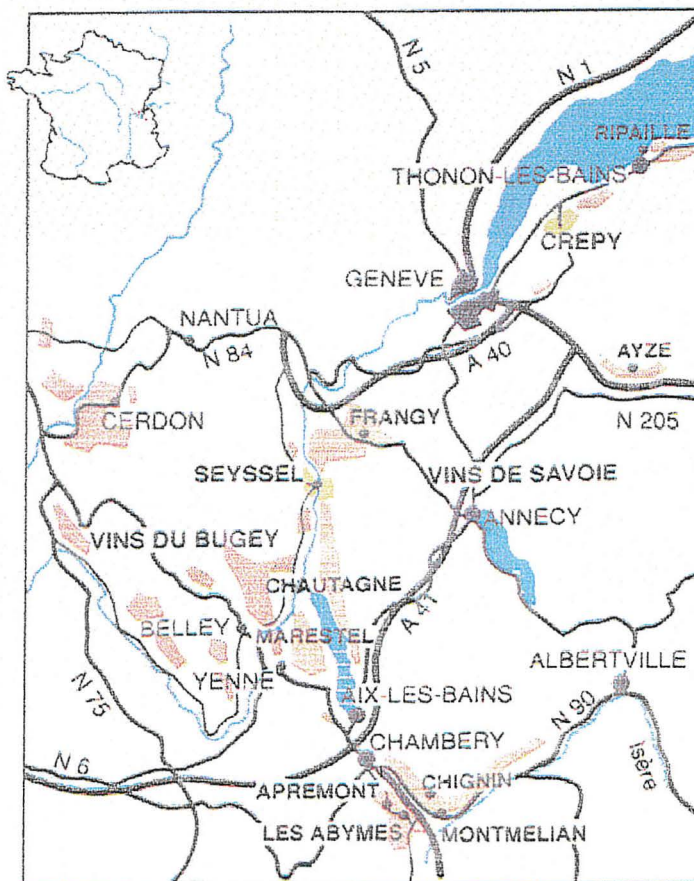 N 5
N 1
RIPAILLE
THONON-LES-BAINS
CREPY
GENEVE
NANTUA
N 84
A 40
AYZE
CERDON
FRANGY
N 205
SEYSSEL
VINS DE SAVOIE
ANNECY
VINS DU BUGEY
CHAUTAGNE
A 41
BELLEY
MARESTEL
YENNE
ALBERTVILLE
N 75
AIX-LES-BAINS
N 90
Isère
N 6
CHAMBERY
CHIGNIN
APREMONT
LES ABYMES
MONTMELIAN